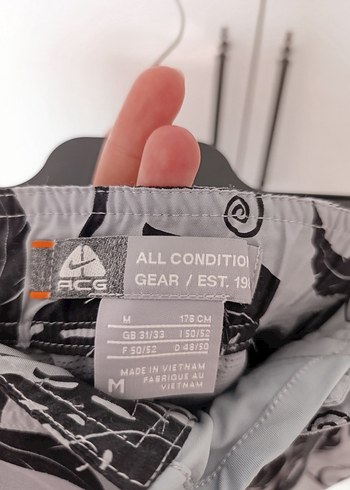 ACG
ALL CONDITIO
GEAR / EST. 19
M 178 CM
GB 31/33 I 50/52
F 50/52 D 48/50
MADE IN VIETNAM
FABRIQUÉ AU
VIETNAM
M